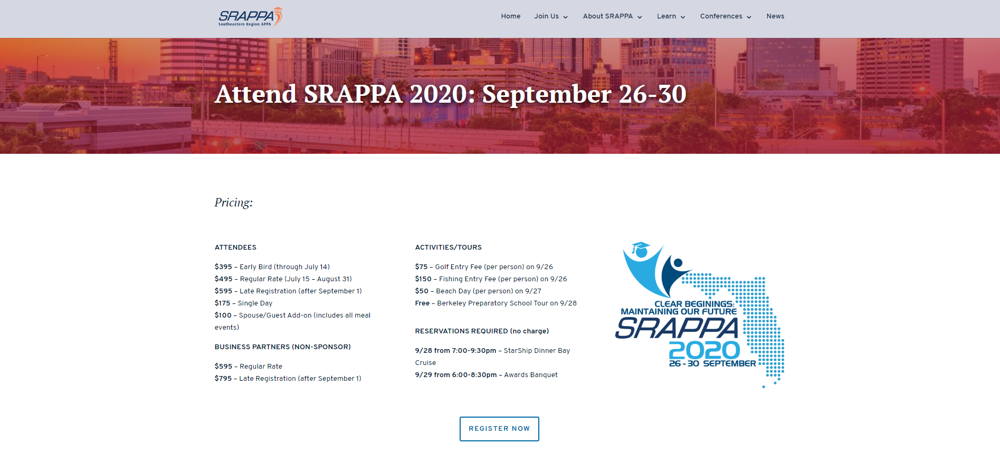 SRAPPA
Southeastern Region APPA
Home
Join Us
About SRAPPA
Learn
Conferences
News
Attend SRAPPA 2020: September 26-30
Pricing:
ATTENDEES
$395 – Early Bird (through July 14)
$495 – Regular Rate (July 15 – August 31)
$595 – Late Registration (after September 1)
$175 – Single Day
$100 – Spouse/Guest Add-on (includes all meal
events)
BUSINESS PARTNERS (NON-SPONSOR)
$595 – Regular Rate
$795 – Late Registration (after September 1)
ACTIVITIES/TOURS
$75 – Golf Entry Fee (per person) on 9/26
$150 – Fishing Entry Fee (per person) on 9/26
$50 – Beach Day (per person) on 9/27
Free – Berkeley Preparatory School Tour on 9/28
RESERVATIONS REQUIRED (no charge)
9/28 from 7:00-9:30pm – StarShip Dinner Bay
Cruise
9/29 from 6:00-8:30pm – Awards Banquet
CLEAR BEGININGS:
MAINTAINING OUR FUTURE
SRAPPA
2020
26 - 30 SEPTEMBER
REGISTER NOW